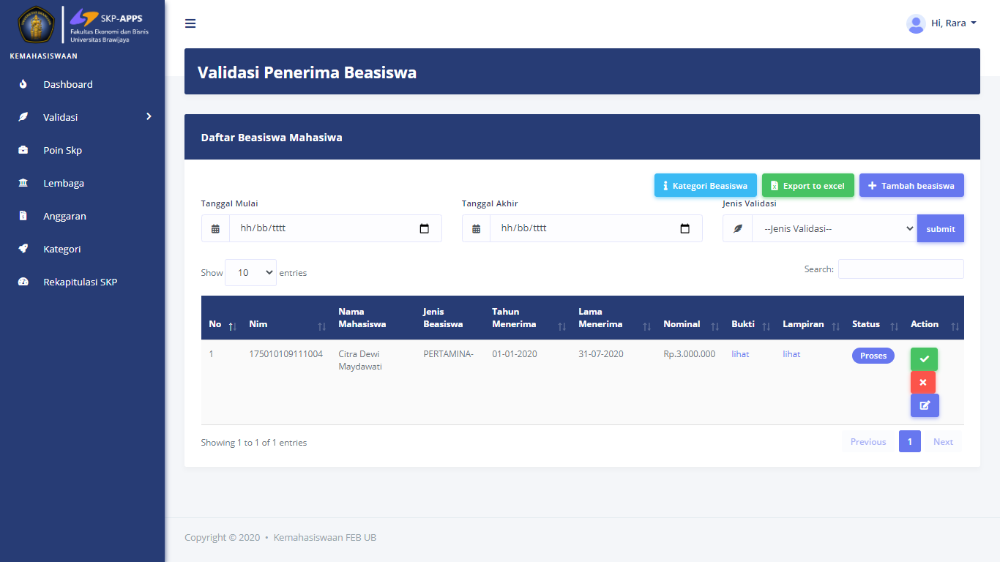 SKP-APPS
Fakultas Ekonomi dan Bisnis
Universitas Brawijaya
KEMAHASISWAAN
Dashboard
Validasi
Poin Skp
Lembaga
Anggaran
Kategori
Rekapitulasi SKP
Hi, Rara
Validasi Penerima Beasiswa
Daftar Beasiswa Mahasiwa
Kategori Beasiswa
Export to excel
Tambah beasiswa
Tanggal Mulai
Tanggal Akhir
Jenis Validasi
hh/bb/tttt
hh/bb/tttt
--Jenis Validasi--
submit
Show 10 entries
Search:
No
Nim
Nama
Mahasiswa
Jenis
Beasiswa
Tahun
Menerima
Lama
Menerima
Nominal
Bukti
Lampiran
Status
Action
1
175010109111004
Citra Dewi
Maydawati
PERTAMINA-
01-01-2020
31-07-2020
Rp.3.000.000
lihat
lihat
Proses
Showing 1 to 1 of 1 entries
Previous
1
Next
Copyright © 2020 • Kemahasiswaan FEB UB